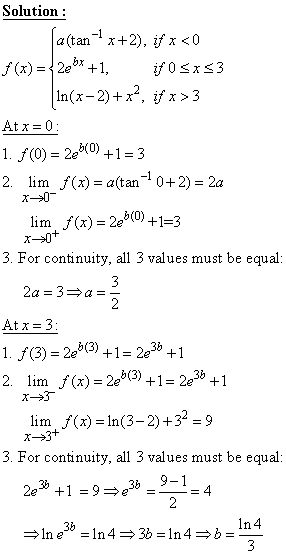 Solution :
f(x) = { a(tan⁻¹ x+2), if x < 0
2e^{bx} +1, if 0 ≤ x ≤ 3
ln(x−2)+x², if x > 3
At x = 0 :
1. f(0) = 2e^{b(0)} +1 = 3
2. lim_{x→0⁻} f(x) = a(tan⁻¹ 0+2) = 2a
lim_{x→0⁺} f(x) = 2e^{b(0)} +1=3
3. For continuity, all 3 values must be equal:
2a = 3 ⇒ a = 3/2
At x = 3 :
1. f(3) = 2e^{b(3)} +1 = 2e^{3b} +1
2. lim_{x→3⁻} f(x) = 2e^{b(3)} +1 = 2e^{3b} +1
lim_{x→3⁺} f(x) = ln(3−2)+3² = 9
3. For continuity, all 3 values must be equal:
2e^{3b} +1 = 9 ⇒ e^{3b} = (9−1)/2 = 4
⇒ ln e^{3b} = ln 4 ⇒ 3b = ln 4 ⇒ b = (ln 4)/3